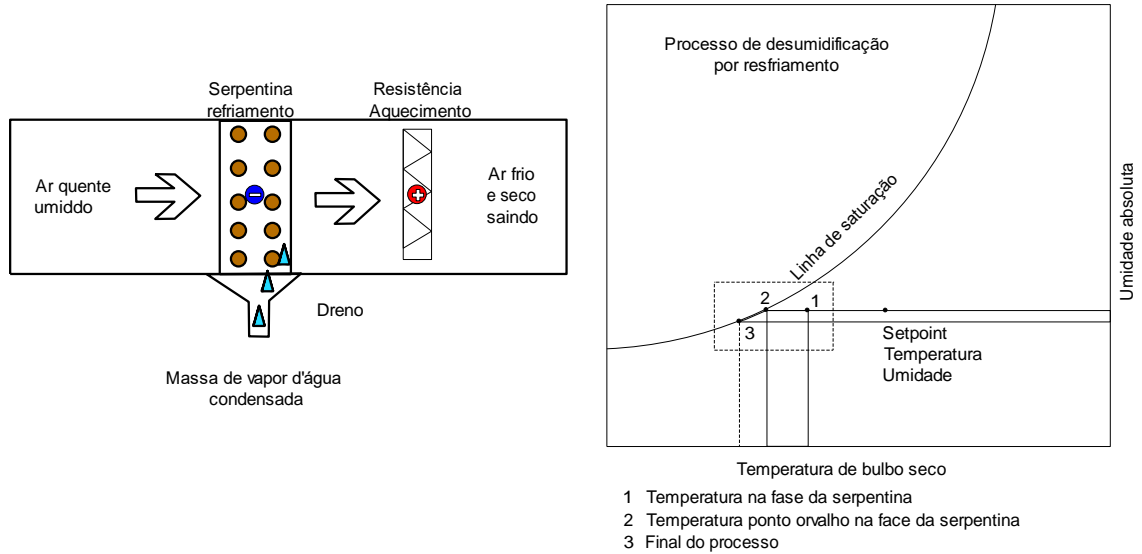 Serpentina
refriamento
Resistência
Aquecimento
Ar quente
umiddo
Ar frio
e seco
saindo
Dreno
Massa de vapor d'água
condensada
Processo de desumidificação
por resfriamento
Linha de saturação
Umidade absoluta
2
1
3
Setpoint
Temperatura
Umidade
Temperatura de bulbo seco
1 Temperatura na fase da serpentina
2 Temperatura ponto orvalho na face da serpentina
3 Final do processo